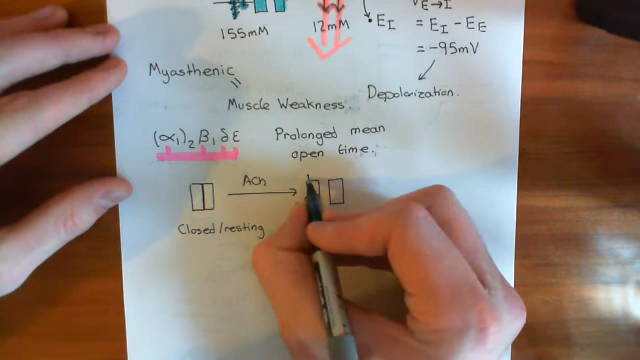 155mM
12mM
E_I
V_E→I
= E_I - E_E
= -95mV
Myasthenic
Muscle Weakness.
Depolarization.
(α₁)₂ β₁ δ ε
Prolonged mean
open time.
ACh
Closed/resting